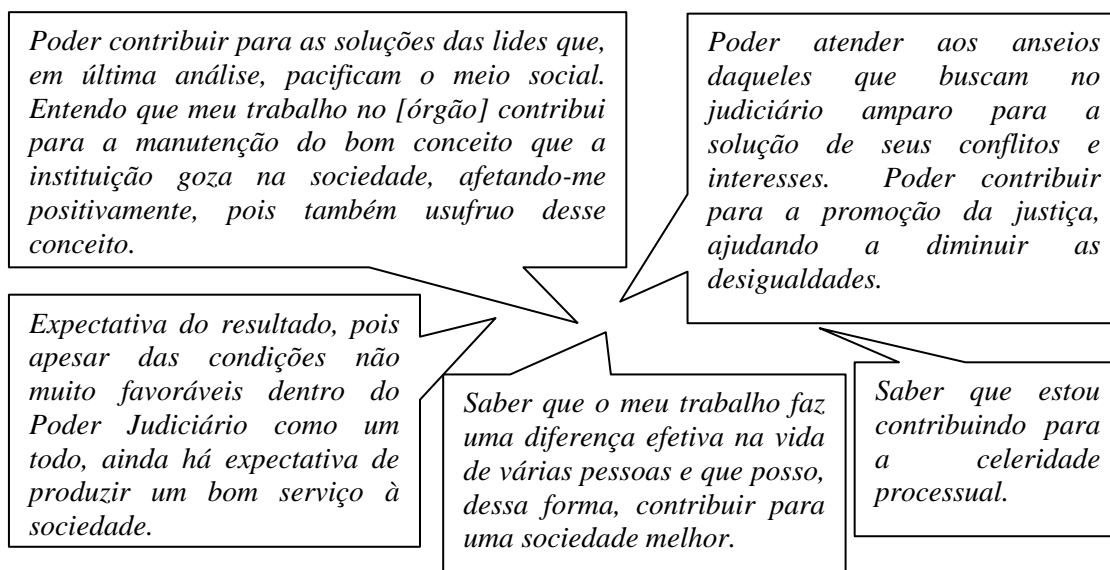 Poder contribuir para as soluções das lides que,
em última análise, pacificam o meio social.
Entendo que meu trabalho no [órgão] contribui
para a manutenção do bom conceito que a
instituição goza na sociedade, afetando-me
positivamente, pois também usufruo desse
conceito.
Poder atender aos anseios
daqueles que buscam no
judiciário amparo para a
solução de seus conflitos e
interesses. Poder contribuir
para a promoção da justiça,
ajudando a diminuir as
desigualdades.
Expectativa do resultado, pois
apesar das condições não
muito favoráveis dentro do
Poder Judiciário como um
todo, ainda há expectativa de
produzir um bom serviço à
sociedade.
Saber que o meu trabalho faz
uma diferença efetiva na vida
de várias pessoas e que posso,
dessa forma, contribuir para
uma sociedade melhor.
Saber que estou
contribuindo para
a celeridade
processual.